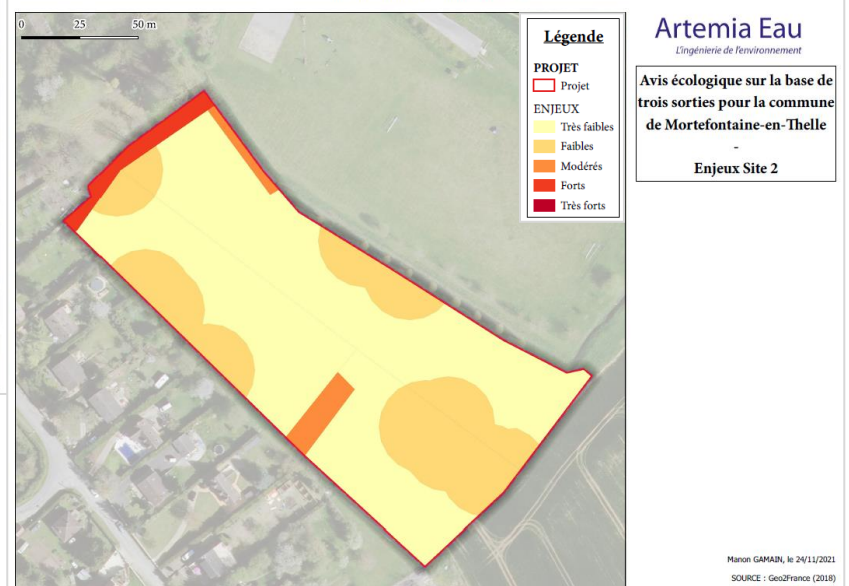 0 25 50 m
Légende
PROJET
Projet
ENJEUX
Très faibles
Faibles
Modérés
Forts
Très forts
Artemia Eau
L'ingénierie de l'environnement
Avis écologique sur la base de
trois sorties pour la commune
de Mortefontaine-en-Thelle
-
Enjeux Site 2
Manon GAMAIN, le 24/11/2021
SOURCE : Geo2France (2018)